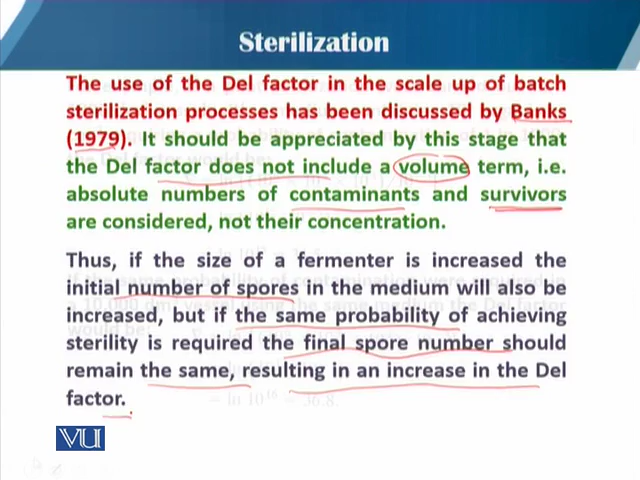 Sterilization
The use of the Del factor in the scale up of batch
sterilization processes has been discussed by Banks
(1979). It should be appreciated by this stage that
the Del factor does not include a volume term, i.e.
absolute numbers of contaminants and survivors
are considered, not their concentration.
Thus, if the size of a fermenter is increased the
initial number of spores in the medium will also be
increased, but if the same probability of achieving
sterility is required the final spore number should
remain the same, resulting in an increase in the Del
factor.
= ln 10¹⁶ = 36.8.
VU